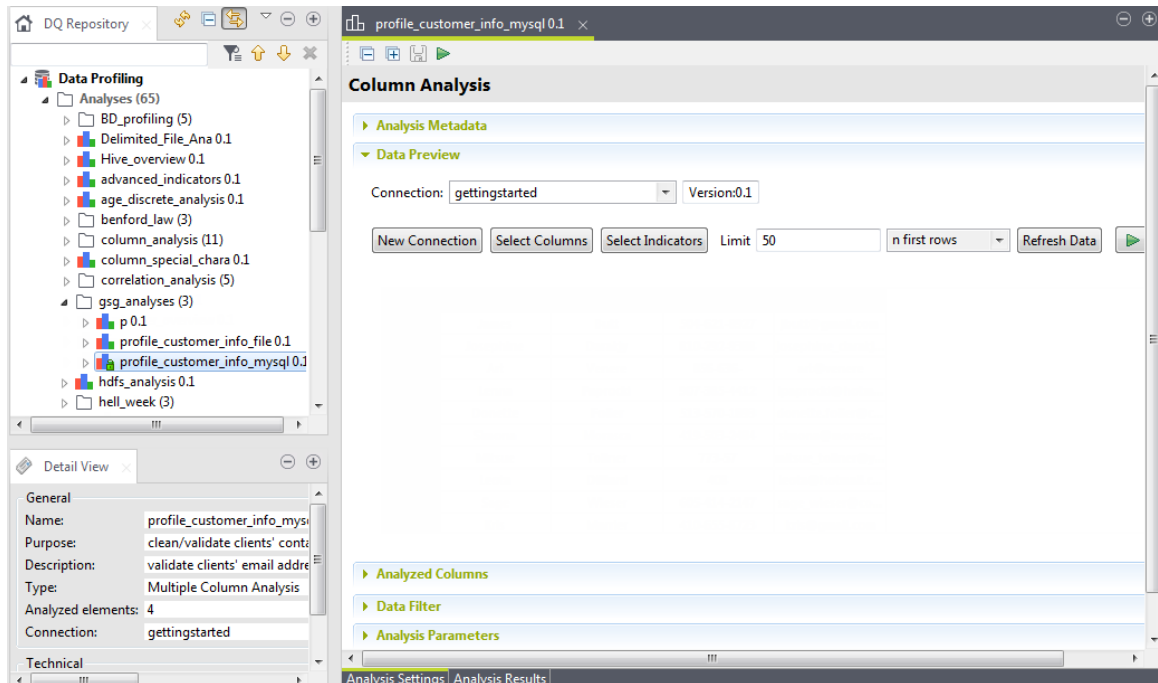 DQ Repository
Data Profiling
Analyses (65)
BD_profiling (5)
Delimited_File_Ana 0.1
Hive_overview 0.1
advanced_indicators 0.1
age_discrete_analysis 0.1
benford_law (3)
column_analysis (11)
column_special_chara 0.1
correlation_analysis (5)
gsg_analyses (3)
p 0.1
profile_customer_info_file 0.1
profile_customer_info_mysql 0.1
hdfs_analysis 0.1
hell_week (3)
Detail View
General
Name: profile_customer_info_mys
Purpose: clean/validate clients' conta
Description: validate clients' email addre
Type: Multiple Column Analysis
Analyzed elements: 4
Connection: gettingstarted
Technical
profile_customer_info_mysql 0.1
Column Analysis
Analysis Metadata
Data Preview
Connection: gettingstarted Version:0.1
New Connection Select Columns Select Indicators Limit 50 n first rows Refresh Data
Analyzed Columns
Data Filter
Analysis Parameters
Analysis Settings Analysis Results